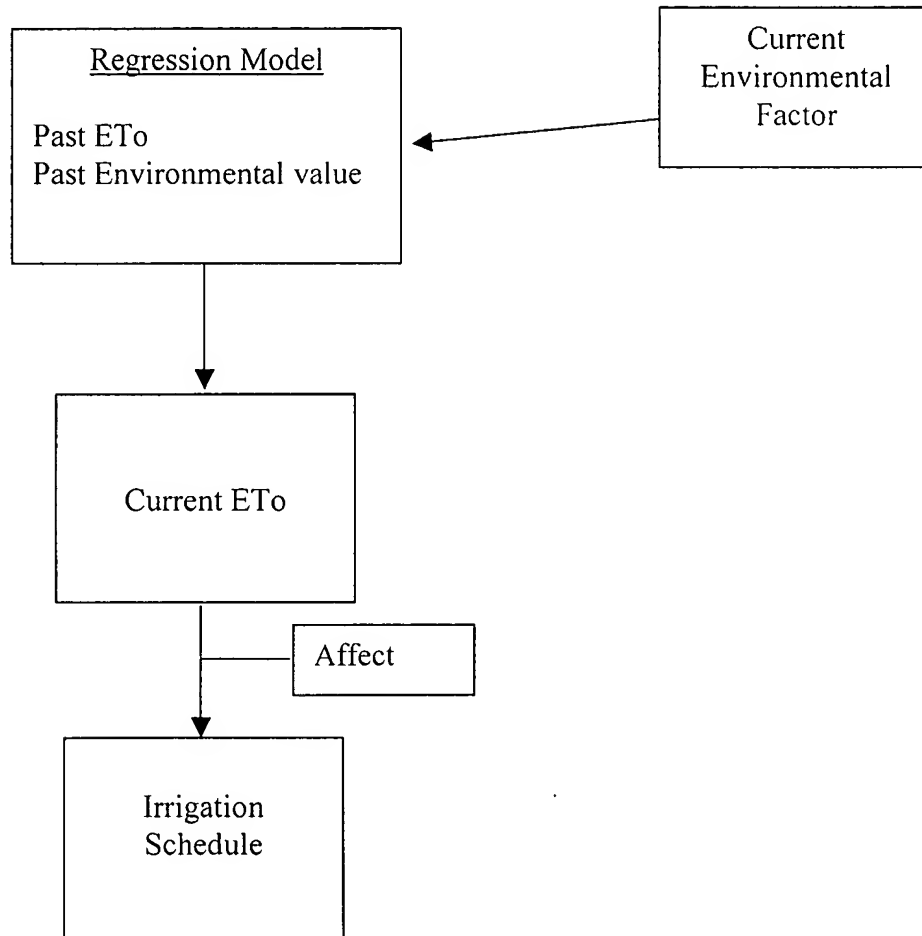 Regression Model
Past ETo
Past Environmental value
Current
Environmental
Factor
Current ETo
Affect
Irrigation
Schedule